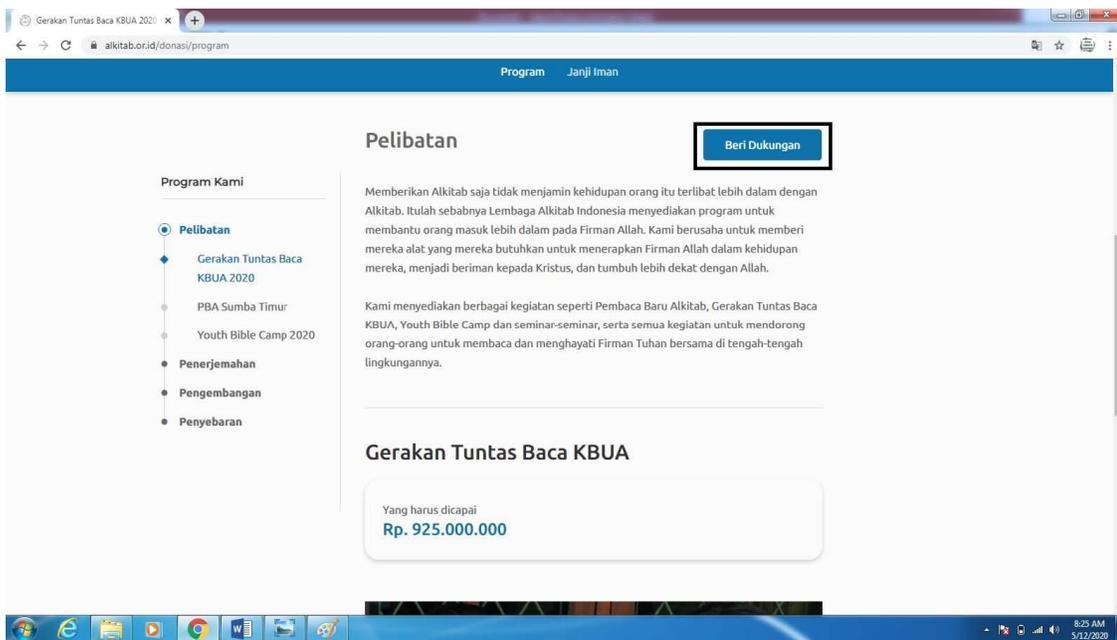 Gerakan Tuntas Baca KBUA 2020
alkitab.or.id/donasi/program
Program Janji Iman
Pelibatan
Beri Dukungan
Program Kami
Pelibatan
Gerakan Tuntas Baca
KBUA 2020
PBA Sumba Timur
Youth Bible Camp 2020
Penerjemahan
Pengembangan
Penyebaran
Memberikan Alkitab saja tidak menjamin kehidupan orang itu terlibat lebih dalam dengan
Alkitab. Itulah sebabnya Lembaga Alkitab Indonesia menyediakan program untuk
membantu orang masuk lebih dalam pada Firman Allah. Kami berusaha untuk memberi
mereka alat yang mereka butuhkan untuk menerapkan Firman Allah dalam kehidupan
mereka, menjadi beriman kepada Kristus, dan tumbuh lebih dekat dengan Allah.
Kami menyediakan berbagai kegiatan seperti Pembaca Baru Alkitab, Gerakan Tuntas Baca
KBUA, Youth Bible Camp dan seminar-seminar, serta semua kegiatan untuk mendorong
orang-orang untuk membaca dan menghayati Firman Tuhan bersama di tengah-tengah
lingkungannya.
Gerakan Tuntas Baca KBUA
Yang harus dicapai
Rp. 925.000.000
8:25 AM
5/12/2020